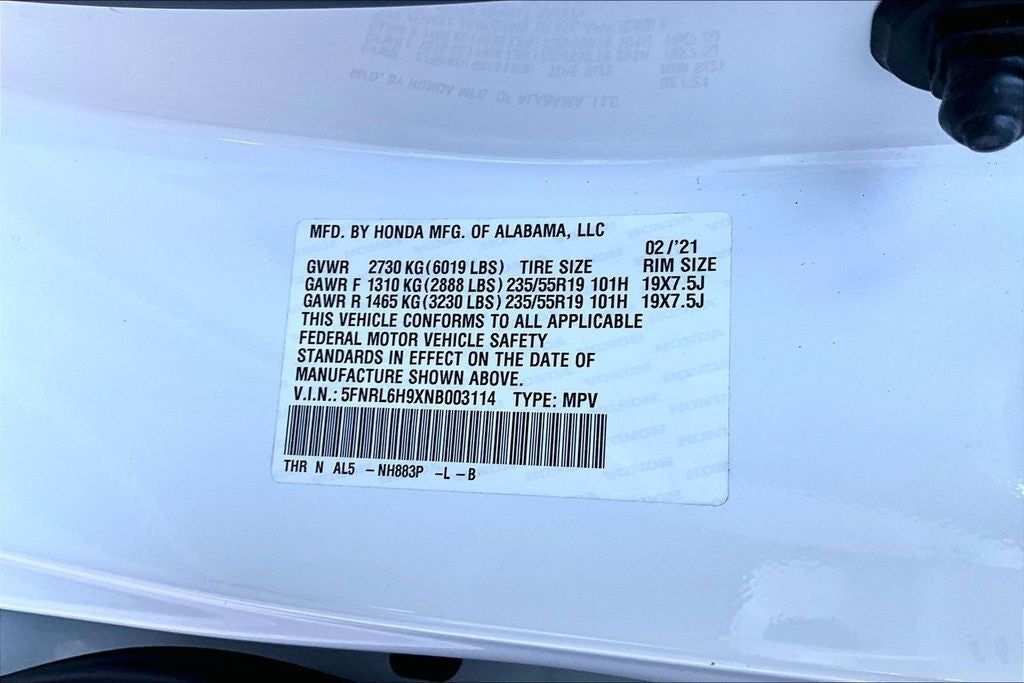 MFD. BY HONDA MFG. OF ALABAMA, LLC
02/'21
GVWR 2730 KG(6019 LBS) TIRE SIZE RIM SIZE
GAWR F 1310 KG(2888 LBS) 235/55R19 101H 19X7.5J
GAWR R 1465 KG(3230 LBS) 235/55R19 101H 19X7.5J
THIS VEHICLE CONFORMS TO ALL APPLICABLE
FEDERAL MOTOR VEHICLE SAFETY
STANDARDS IN EFFECT ON THE DATE OF
MANUFACTURE SHOWN ABOVE.
V.I.N.: 5FNRL6H9XNB003114 TYPE: MPV
THR N AL5 -NH883P -L-B